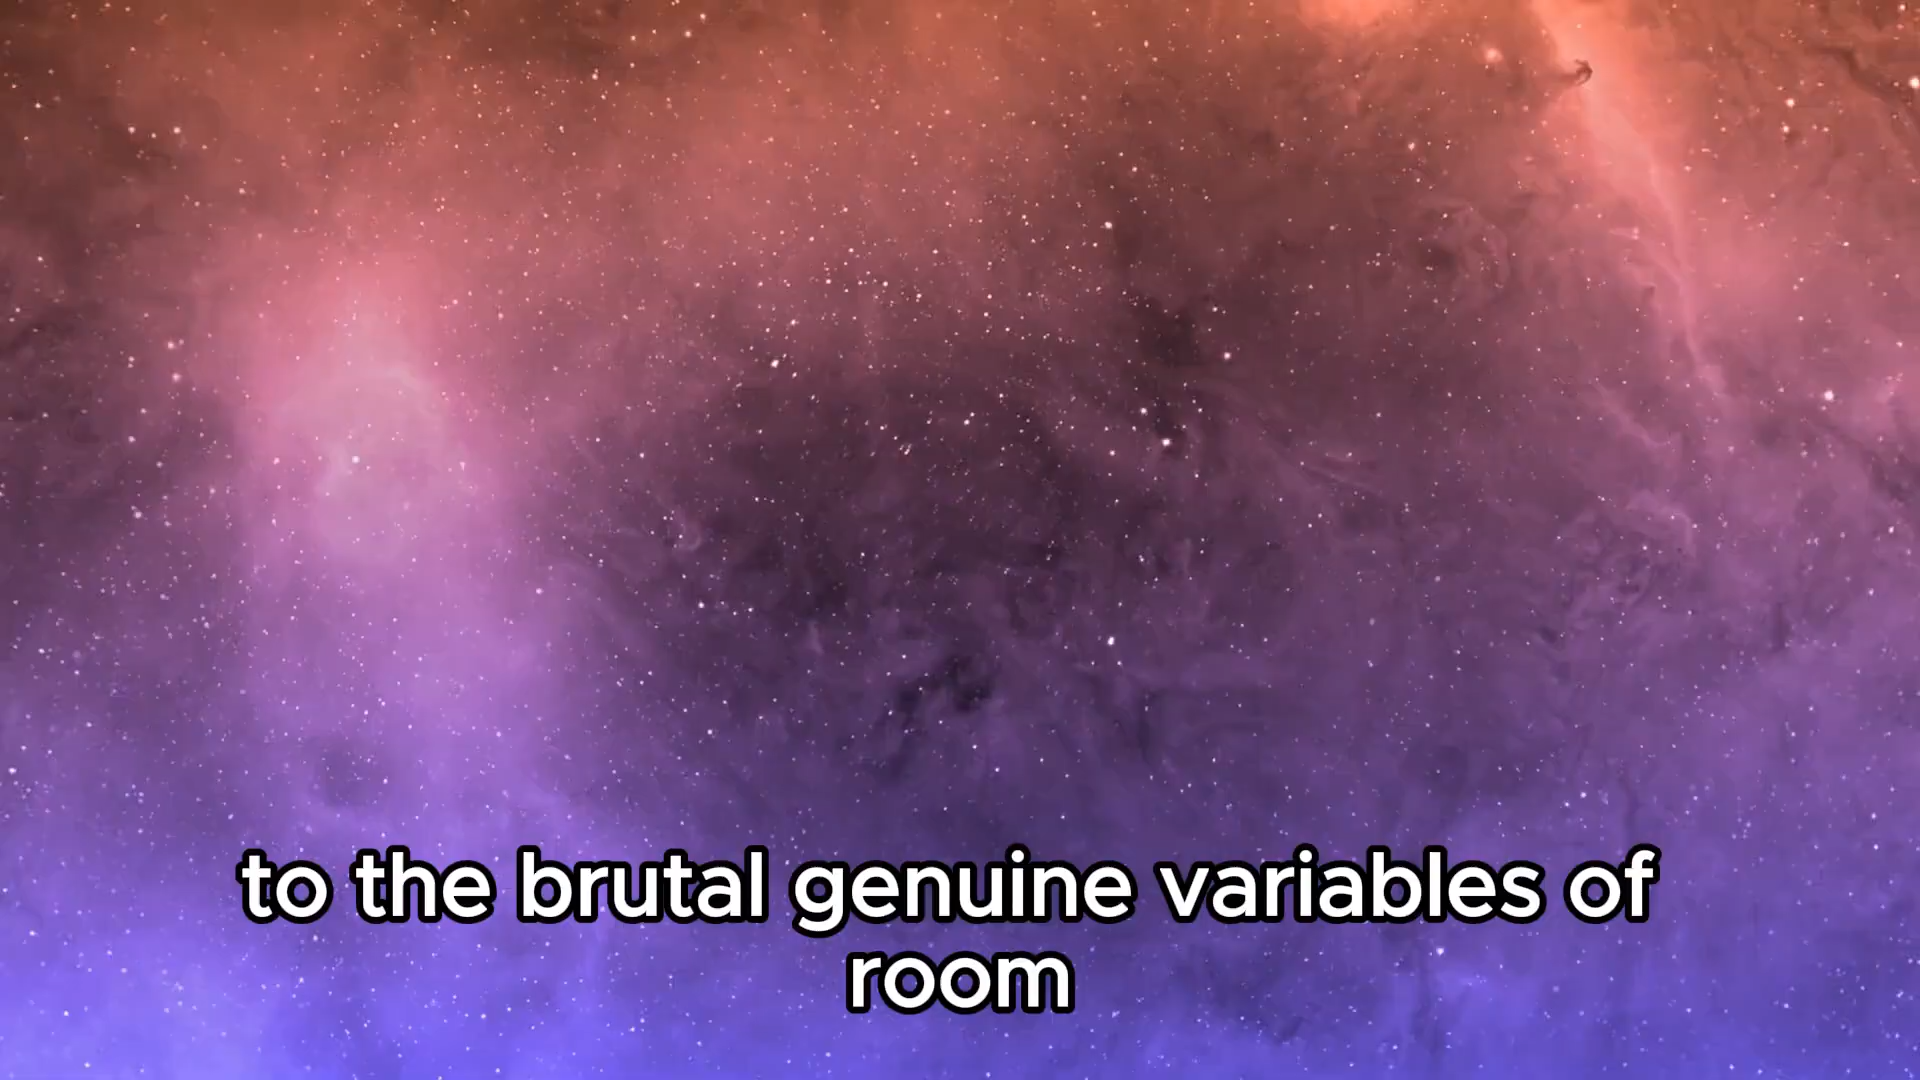 to the brutal genuine variables of
room